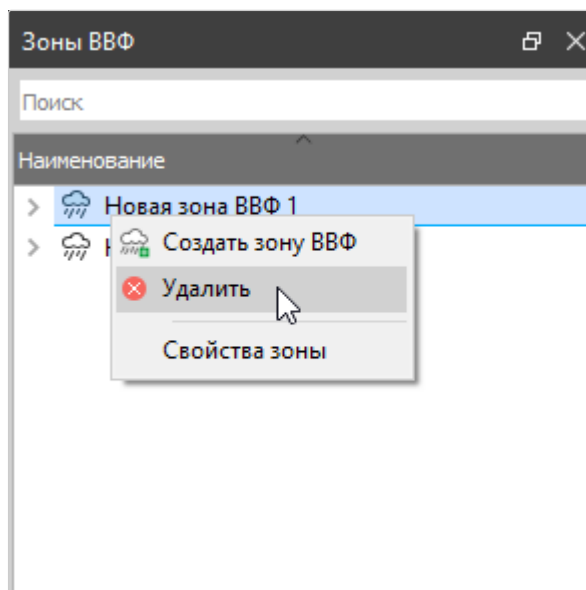 Зоны ВВФ
Поиск
Наименование
Новая зона ВВФ 1
Создать зону ВВФ
Удалить
Свойства зоны